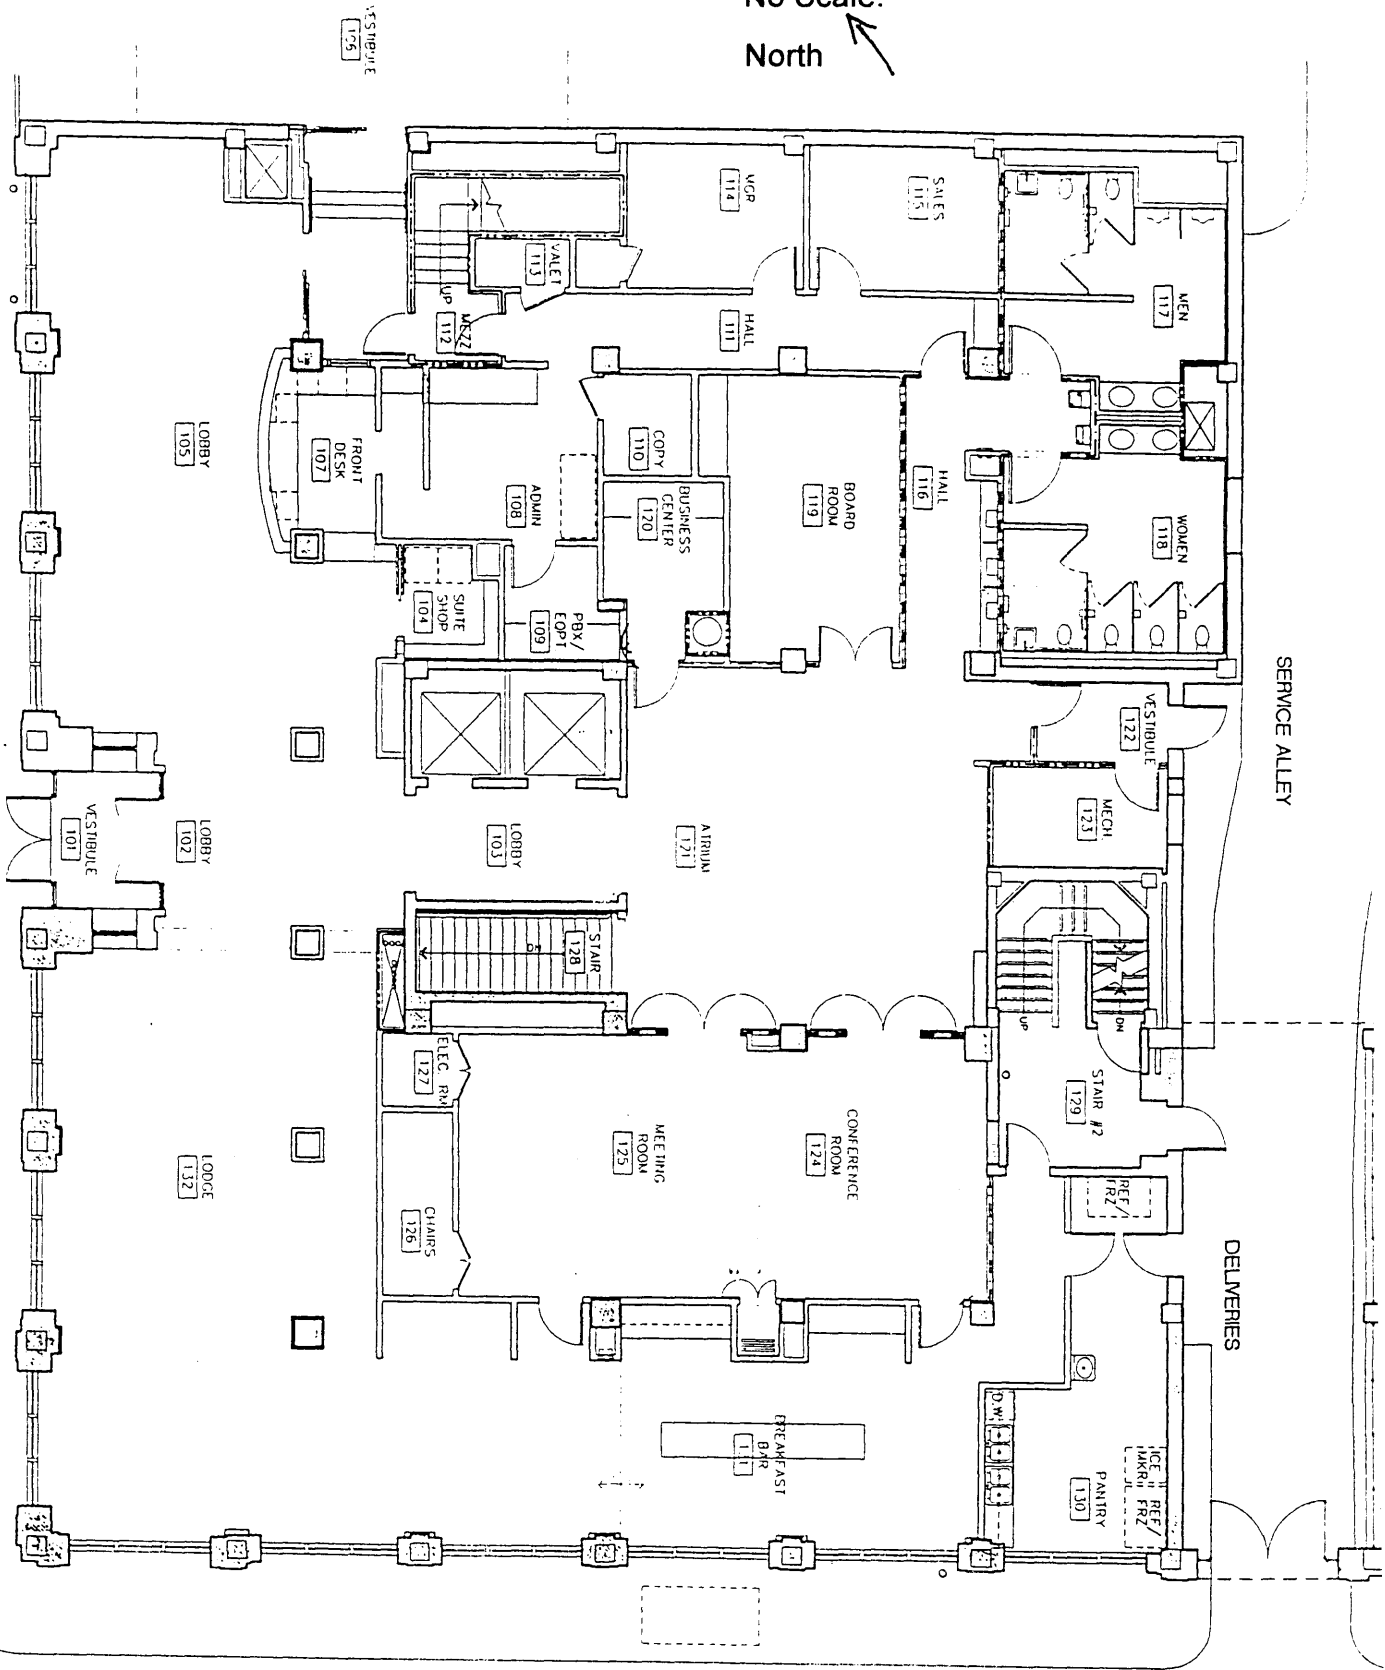 No Scale.
North
VESTIBULE
106
MGR
114
SALES
115
VALET
113
UP
MEZZ
112
HALL
111
MEN
117
LOBBY
105
FRONT
DESK
107
ADMIN
108
COPY
110
BUSINESS
CENTER
120
BOARD
ROOM
119
HALL
116
WOMEN
118
SUITE
SHOP
104
PBX/
EQPT
109
SERVICE ALLEY
VESTIBULE
122
MECH.
123
VESTIBULE
101
LOBBY
102
LOBBY
103
ATRIUM
121
STAIR
128
DN
UP
DN
STAIR #2
129
ELEC. RM
127
MEETING
ROOM
125
CONFERENCE
ROOM
124
LODGE
132
CHAIRS
126
REF/
FRZ
DELIVERIES
BREAKFAST
BAR
D.W.
PANTRY
130
ICE
MKR
REF/
FRZ